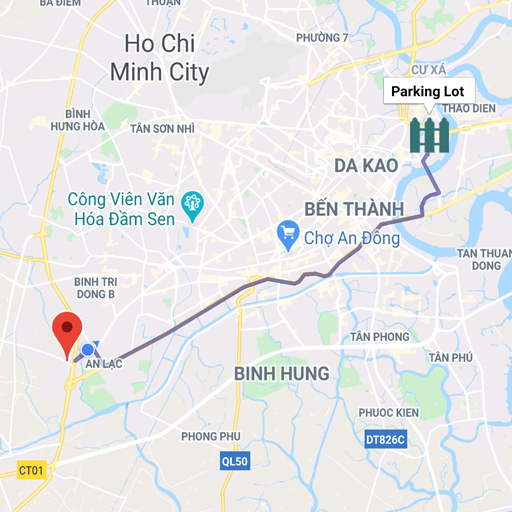 BA ĐIỂM
THUẬN
PHƯỜNG 7
Ho Chi
Minh City
CƯ XÁ
Parking Lot
THAO DIEN
BÌNH
HƯNG HÒA
TÂN SƠN NHÌ
DA KAO
Công Viên Văn
Hóa Đầm Sen
BẾN THÀNH
Chợ An Đông
TAN THUAN
DONG
BINH TRI
DONG B
AN LẠC
TÂN PHONG
TÂN PHÚ
BINH HUNG
PHUOC KIEN
PHONG PHU
DT826C
QL50
CT01